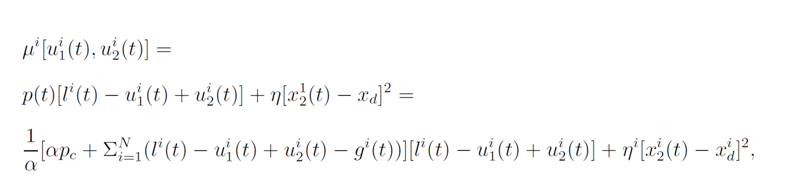 μ^i[u_1^i(t), u_2^i(t)] =
p(t)[l^i(t) − u_1^i(t) + u_2^i(t)] + η[x_2^1(t) − x_d]^2 =
\frac{1}{α}[αp_c + Σ_{i=1}^N(l^i(t) − u_1^i(t) + u_2^i(t) − g^i(t))][l^i(t) − u_1^i(t) + u_2^i(t)] + η^i[x_2^i(t) − x_d^i]^2,